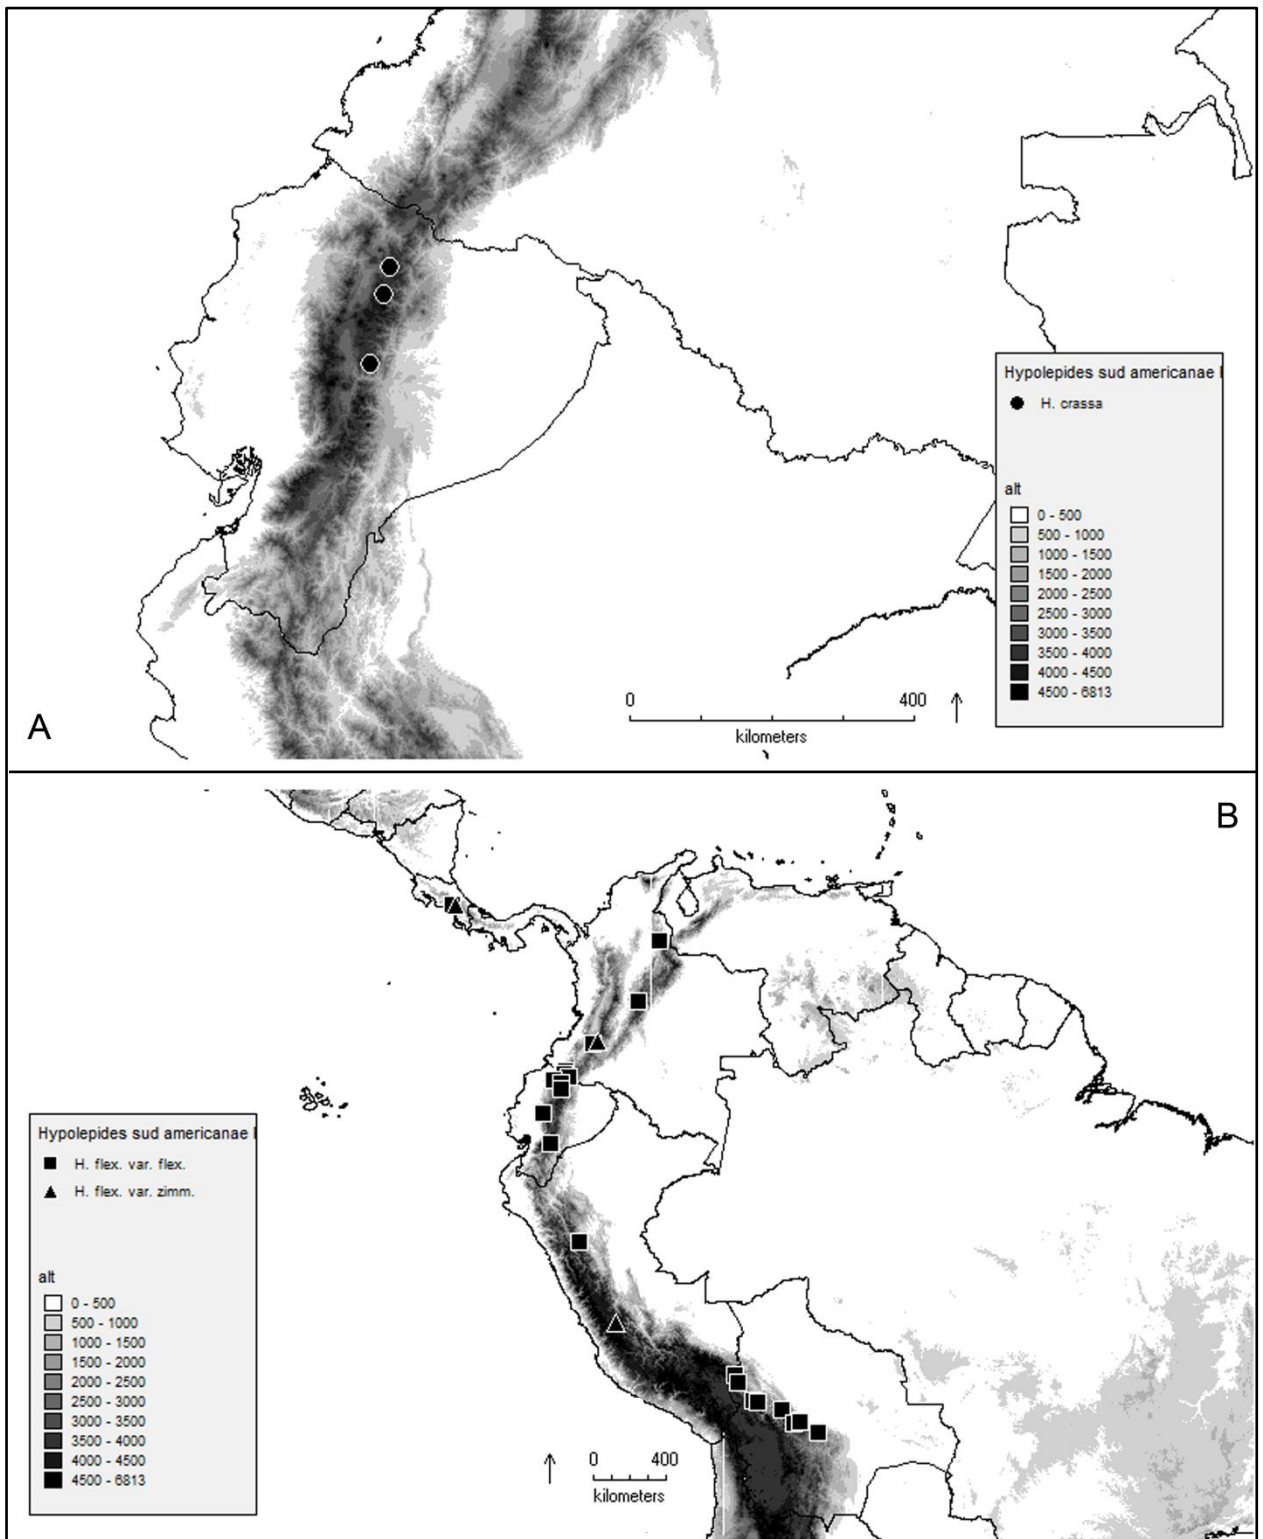 Hypolepides sud americanae
H. crassa
alt
0 - 500
500 - 1000
1000 - 1500
1500 - 2000
2000 - 2500
2500 - 3000
3000 - 3500
3500 - 4000
4000 - 4500
4500 - 6813
0 400
kilometers
A
B
Hypolepides sud americanae
H. flex. var. flex.
H. flex. var. zimm.
alt
0 - 500
500 - 1000
1000 - 1500
1500 - 2000
2000 - 2500
2500 - 3000
3000 - 3500
3500 - 4000
4000 - 4500
4500 - 6813
0 400
kilometers